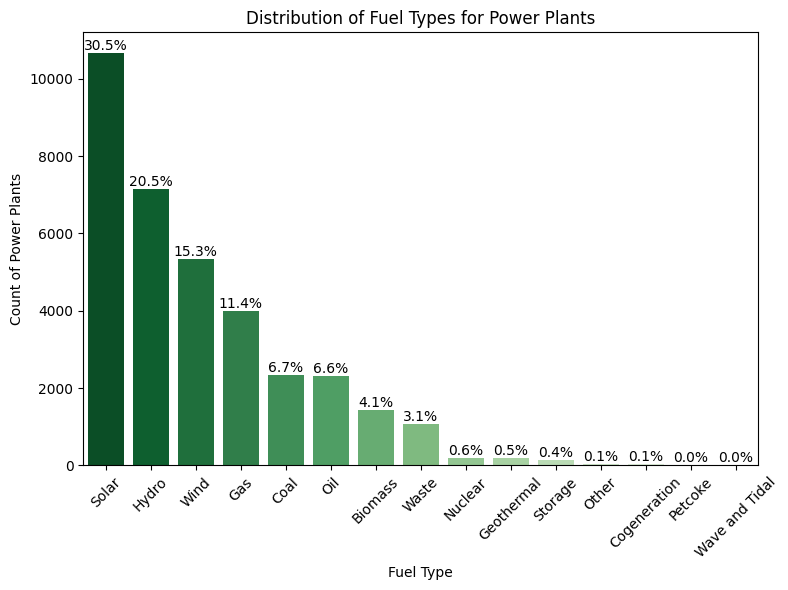 Distribution of Fuel Types for Power Plants
Count of Power Plants
10000
8000
6000
4000
2000
0
30.5%
20.5%
15.3%
11.4%
6.7%
6.6%
4.1%
3.1%
0.6%
0.5%
0.4%
0.1%
0.1%
0.0%
0.0%
Solar
Hydro
Wind
Gas
Coal
Oil
Biomass
Waste
Nuclear
Geothermal
Storage
Other
Cogeneration
Petcoke
Wave and Tidal
Fuel Type